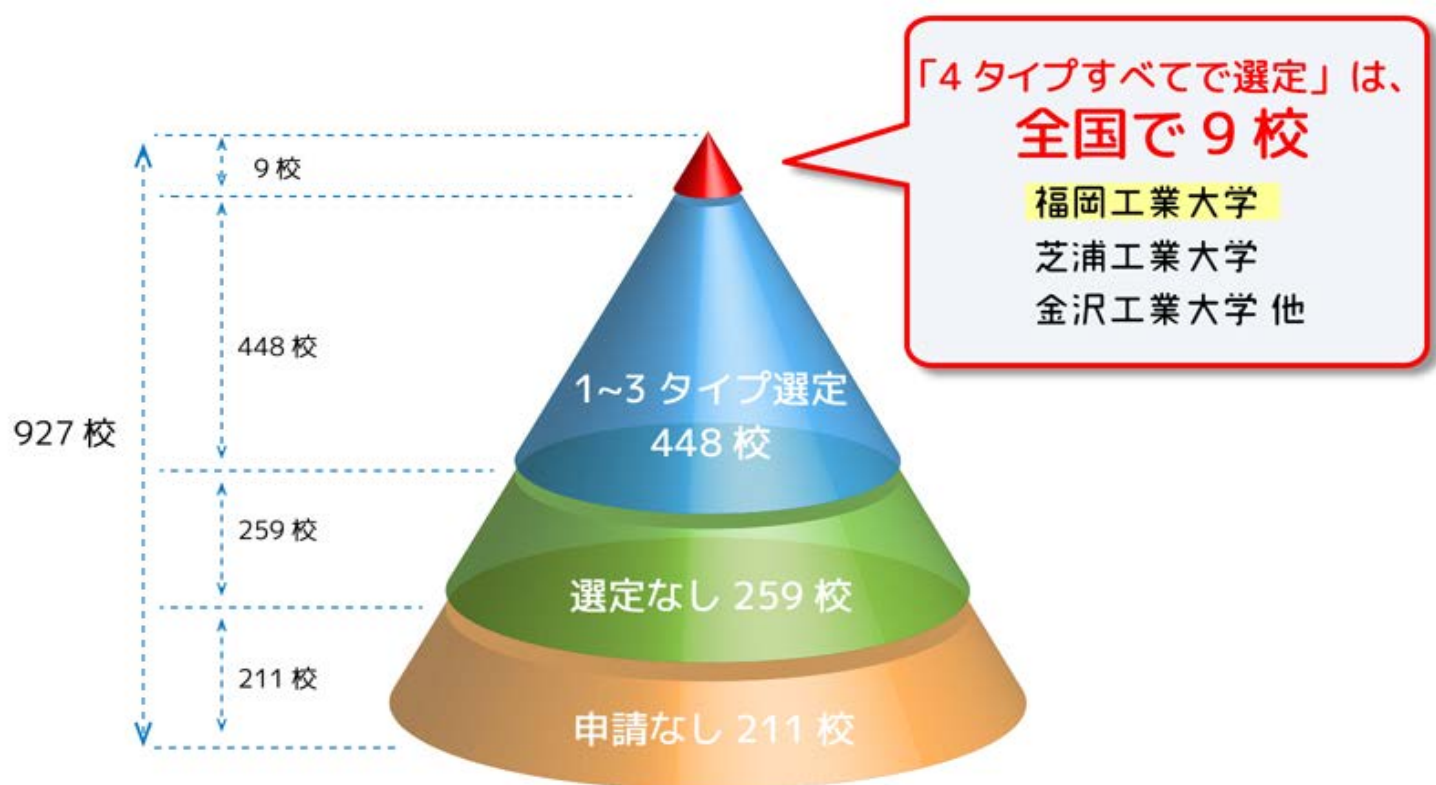 「4 タイプすべてで選定」は、
全国で 9 校
福岡工業大学
芝浦工業大学
金沢工業大学 他
9 校
448 校
927 校
259 校
211 校
1~3 タイプ選定
448 校
選定なし 259 校
申請なし 211 校